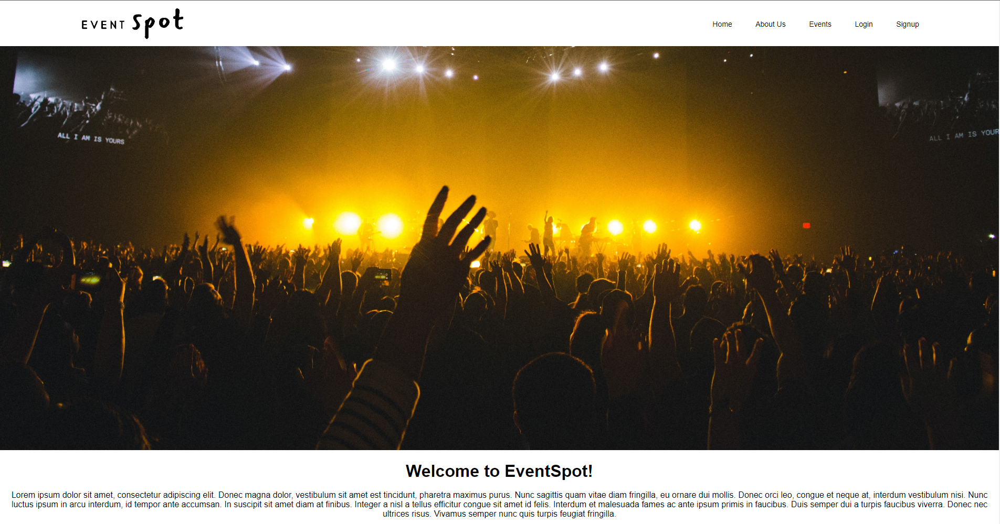 EVENT spot
Home About Us Events Login Signup
ALL I AM IS YOURS
ALL I AM IS YOUR
Welcome to EventSpot!
Lorem ipsum dolor sit amet, consectetur adipiscing elit. Donec magna dolor, vestibulum sit amet est tincidunt, pharetra maximus purus. Nunc sagittis quam vitae diam fringilla, eu ornare dui mollis. Donec orci leo, congue et neque at, interdum vestibulum nisi. Nunc
luctus ipsum in arcu interdum, id tempor ante accumsan. In suscipit sit amet diam at finibus. Integer a nisl a tellus efficitur congue sit amet id felis. Interdum et malesuada fames ac ante ipsum primis in faucibus. Duis semper dui a turpis faucibus viverra. Donec nec
ultrices risus. Vivamus semper nunc quis turpis feugiat fringilla.